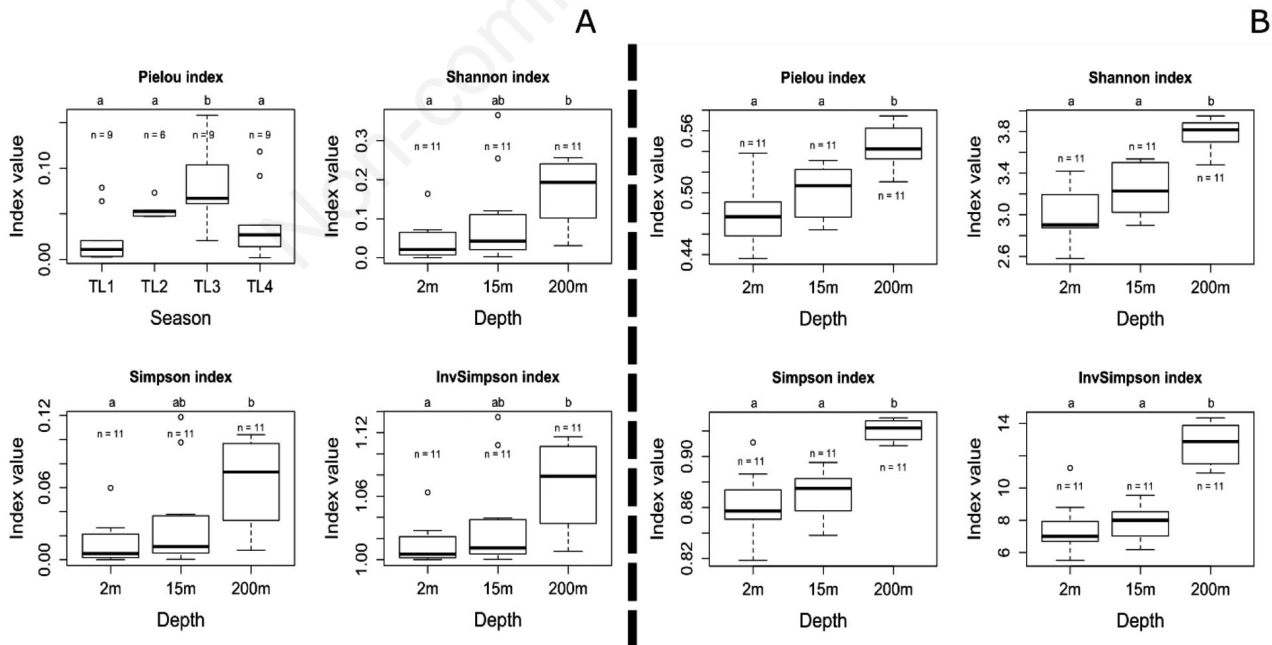 A
B
Non-com
Pielou index
a a b a
n = 9 n = 6 n = 9 n = 9
Index value
0.00 0.10
TL1 TL2 TL3 TL4
Season
Shannon index
a ab b
n = 11 n = 11 n = 11
Index value
0.0 0.1 0.2 0.3
2m 15m 200m
Depth
Simpson index
a ab b
n = 11 n = 11 n = 11
Index value
0.00 0.06 0.12
2m 15m 200m
Depth
InvSimpson index
a ab b
n = 11 n = 11 n = 11
Index value
1.00 1.06 1.12
2m 15m 200m
Depth
Pielou index
a a b
n = 11 n = 11 n = 11
Index value
0.44 0.50 0.56
2m 15m 200m
Depth
Shannon index
a a b
n = 11 n = 11 n = 11
Index value
2.6 3.0 3.4 3.8
2m 15m 200m
Depth
Simpson index
a a b
n = 11 n = 11 n = 11
Index value
0.82 0.86 0.90
2m 15m 200m
Depth
InvSimpson index
a a b
n = 11 n = 11 n = 11
Index value
6 8 10 12 14
2m 15m 200m
Depth